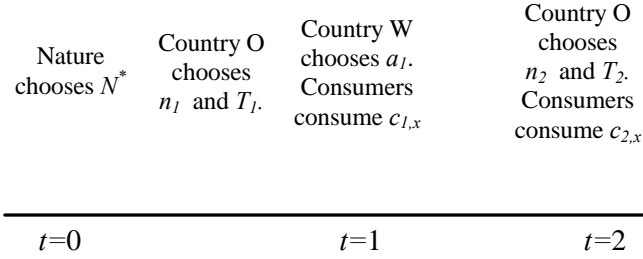 Nature
chooses N*
Country O
chooses
n1 and T1.
Country W
chooses a1.
Consumers
consume c1,x
Country O
chooses
n2 and T2.
Consumers
consume c2,x
t=0
t=1
t=2